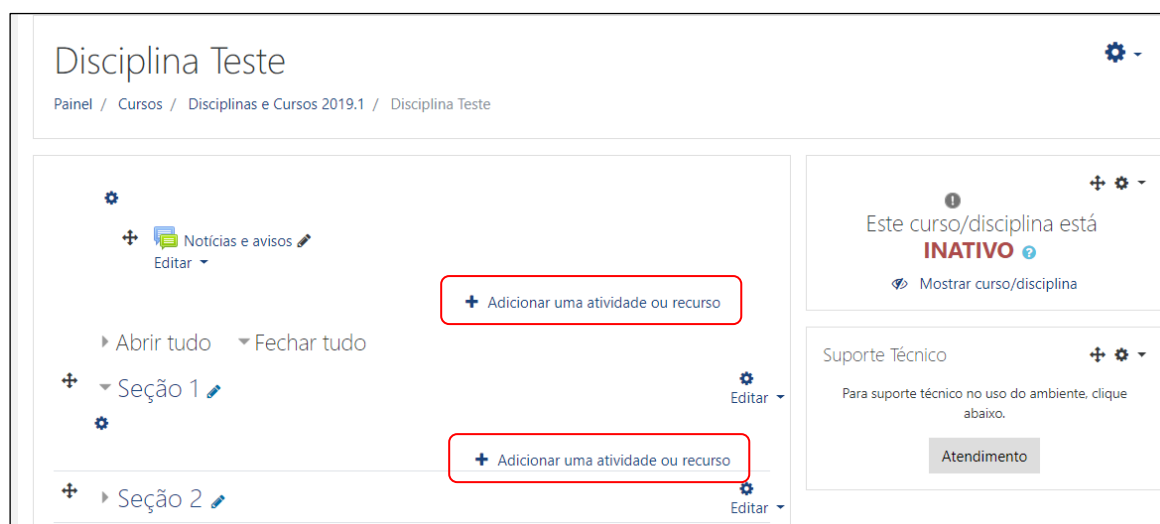 Disciplina Teste
Painel / Cursos / Disciplinas e Cursos 2019.1 / Disciplina Teste
Notícias e avisos
Editar
Adicionar uma atividade ou recurso
Abrir tudo Fechar tudo
Seção 1
Editar
Adicionar uma atividade ou recurso
Seção 2
Editar
Este curso/disciplina está
INATIVO
Mostrar curso/disciplina
Suporte Técnico
Para suporte técnico no uso do ambiente, clique
abaixo.
Atendimento